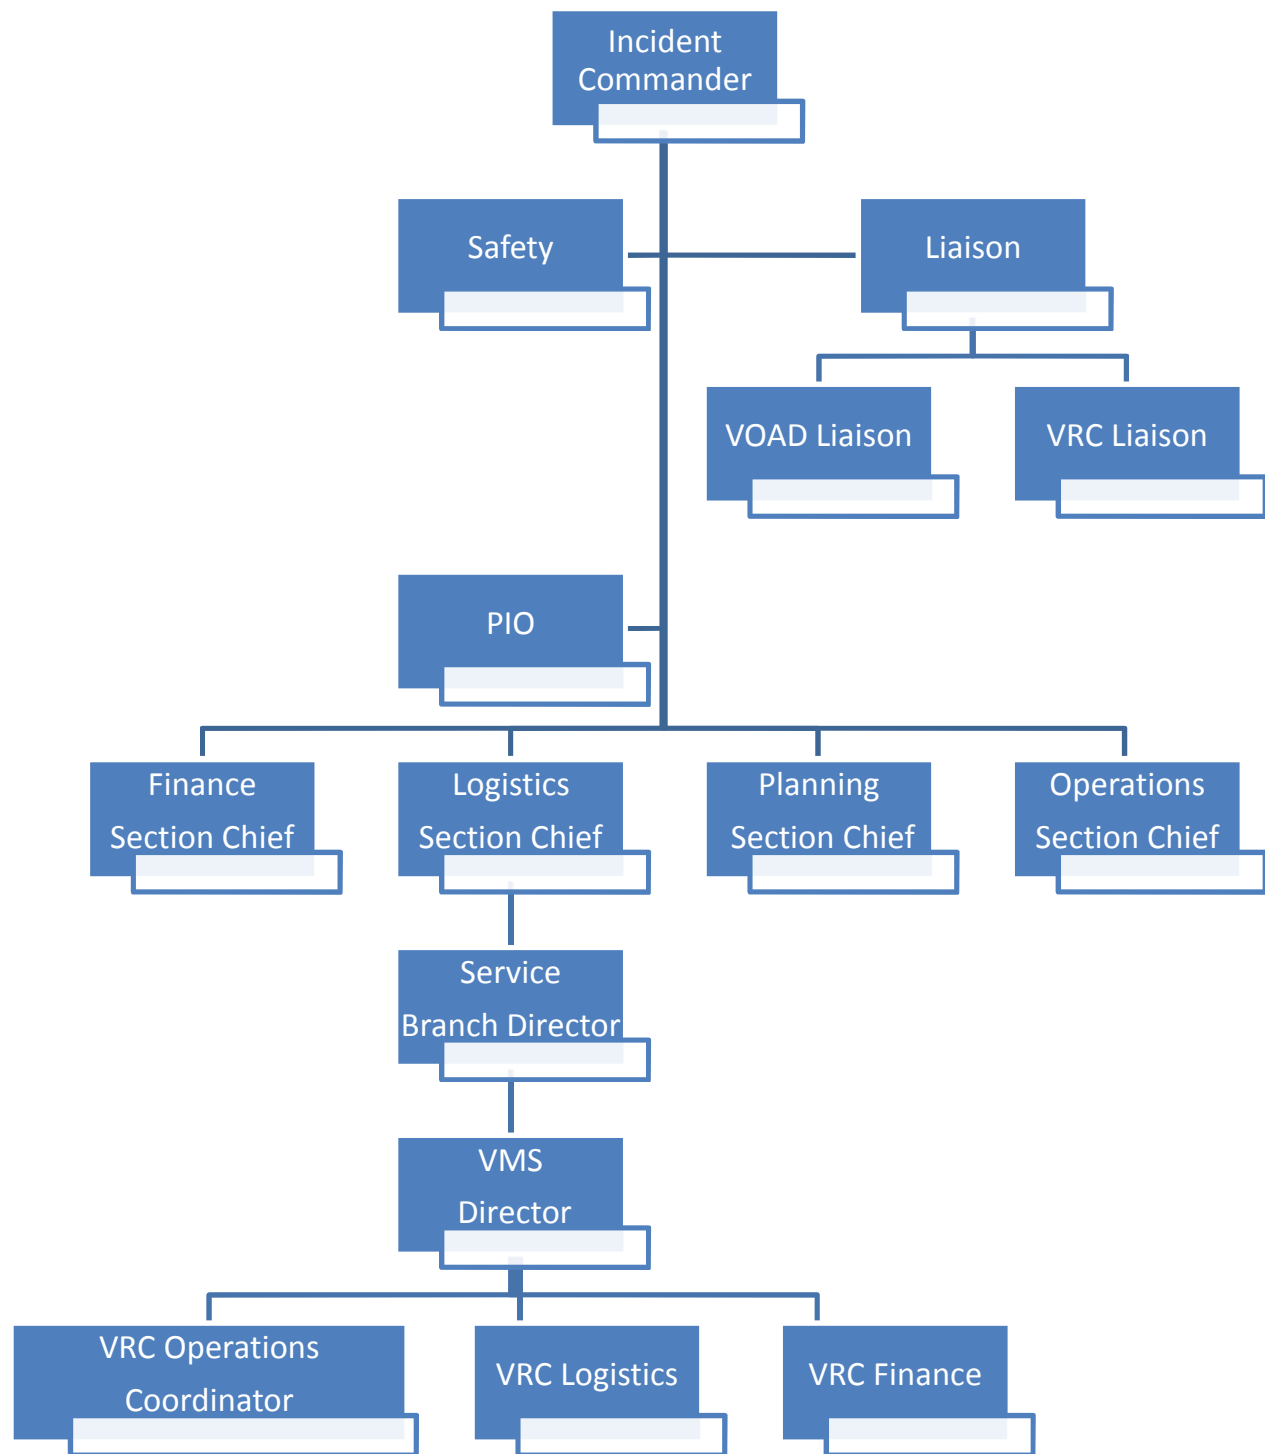 Incident
Commander
Safety
Liaison
VOAD Liaison
VRC Liaison
PIO
Finance
Section Chief
Logistics
Section Chief
Planning
Section Chief
Operations
Section Chief
Service
Branch Director
VMS
Director
VRC Operations
Coordinator
VRC Logistics
VRC Finance